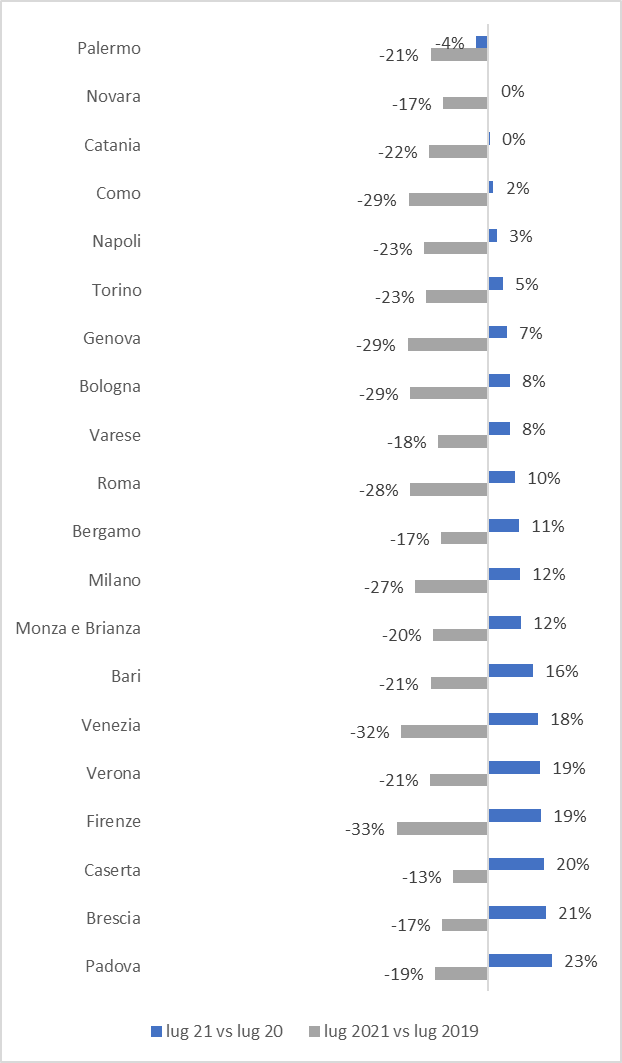 Palermo -4%
-21%
Novara 0%
-17%
Catania 0%
-22%
Como 2%
-29%
Napoli 3%
-23%
Torino 5%
-23%
Genova 7%
-29%
Bologna 8%
-29%
Varese 8%
-18%
Roma 10%
-28%
Bergamo 11%
-17%
Milano 12%
-27%
Monza e Brianza 12%
-20%
Bari 16%
-21%
Venezia 18%
-32%
Verona 19%
-21%
Firenze 19%
-33%
Caserta 20%
-13%
Brescia 21%
-17%
Padova 23%
-19%
lug 21 vs lug 20 lug 2021 vs lug 2019